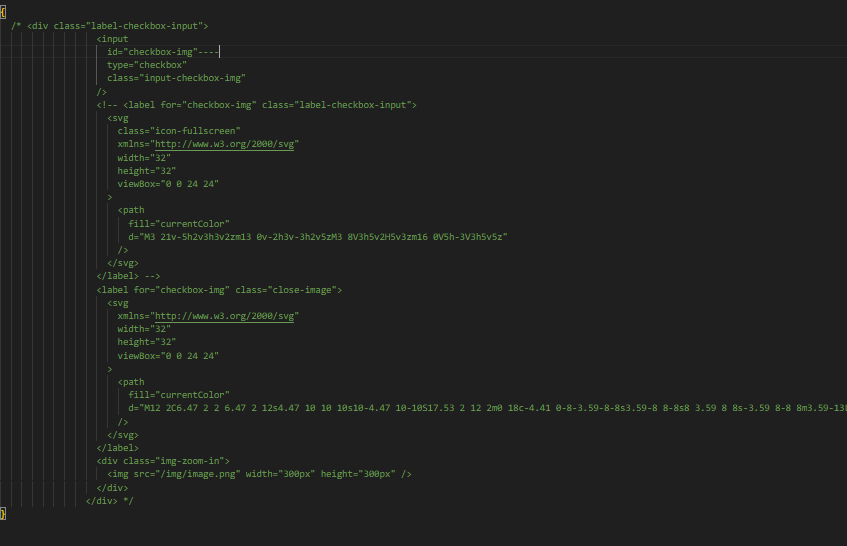 {
/* <div class="label-checkbox-input">
<input
id="checkbox-img"----
type="checkbox"
class="input-checkbox-img"
/>
<!-- <label for="checkbox-img" class="label-checkbox-input">
<svg
class="icon-fullscreen"
xmlns="http://www.w3.org/2000/svg"
width="32"
height="32"
viewBox="0 0 24 24"
>
<path
fill="currentColor"
d="M3 21v-5h2v3h3v2zm13 0v-2h3v-3h2v5zM3 8V3h5v2H5v3zm16 0V5h-3V3h5v5z"
/>
</svg>
</label> -->
<label for="checkbox-img" class="close-image">
<svg
xmlns="http://www.w3.org/2000/svg"
width="32"
height="32"
viewBox="0 0 24 24"
>
<path
fill="currentColor"
d="M12 2C6.47 2 2 6.47 2 12s4.47 10 10 10s10-4.47 10-10S17.53 2 12 2m0 18c-4.41 0-8-3.59-8-8s3.59-8 8-8s8 3.59 8 8s-3.59 8-8 8m3.59-13
/>
</svg>
</label>
<div class="img-zoom-in">
<img src="/img/image.png" width="300px" height="300px" />
</div>
</div> */
}